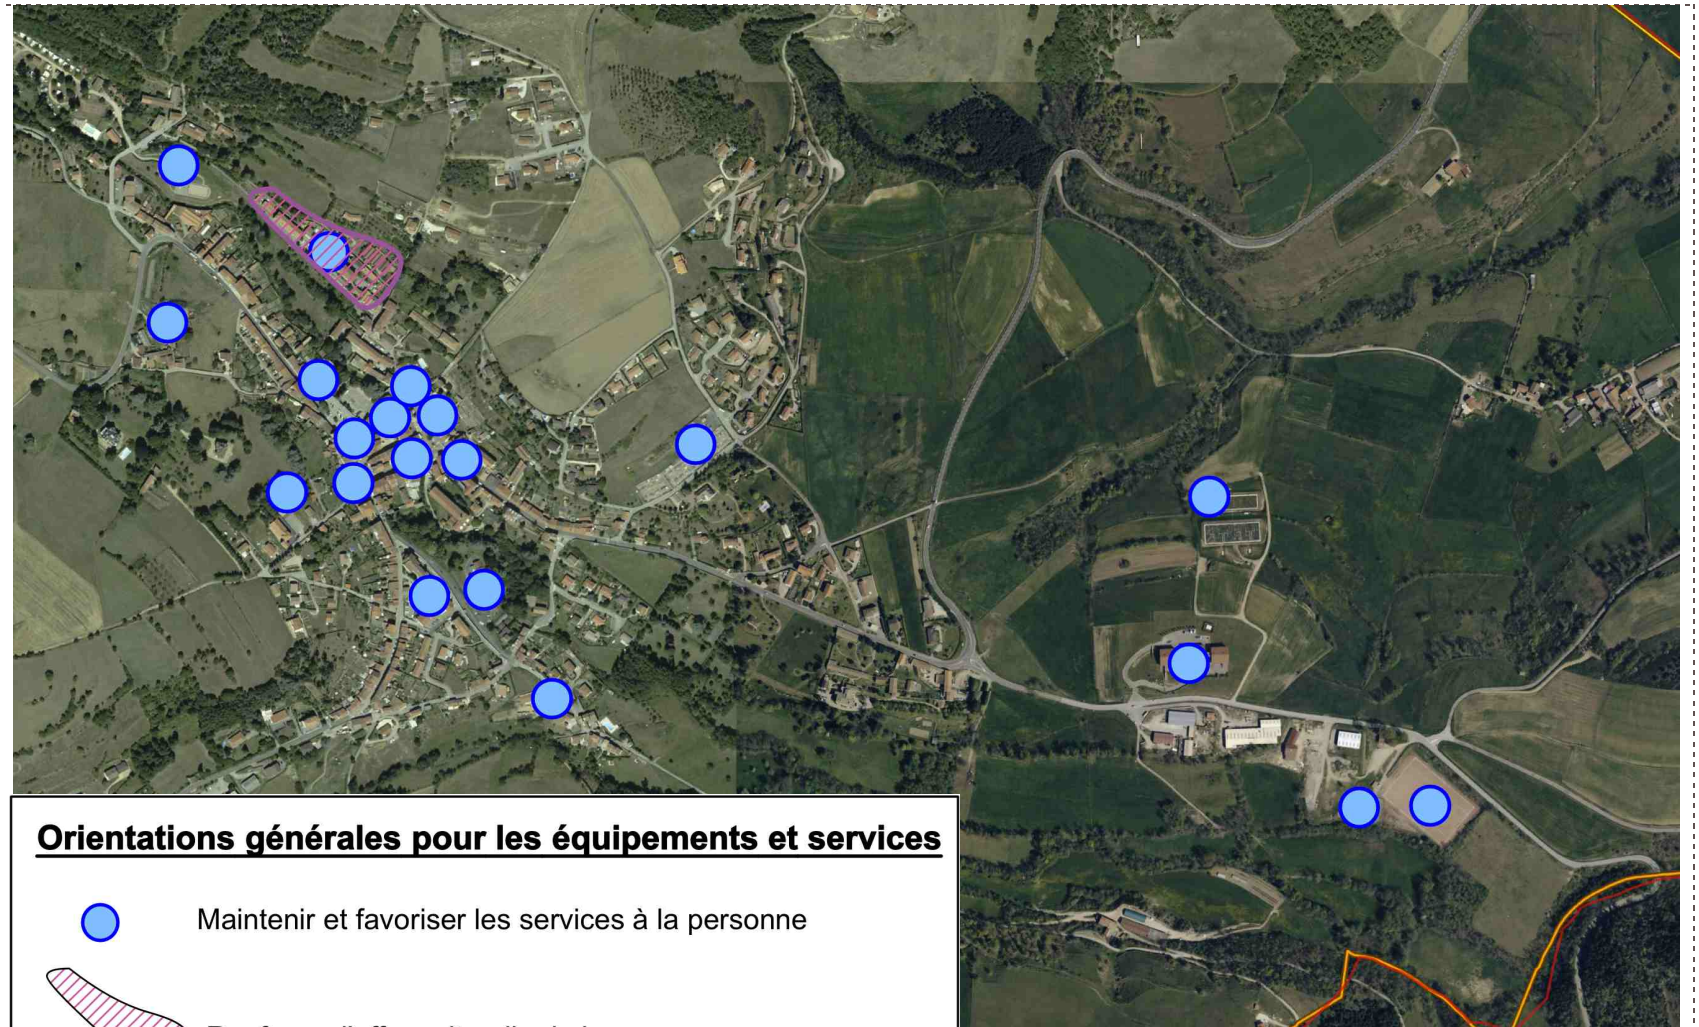 Orientations générales pour les équipements et services
Maintenir et favoriser les services à la personne